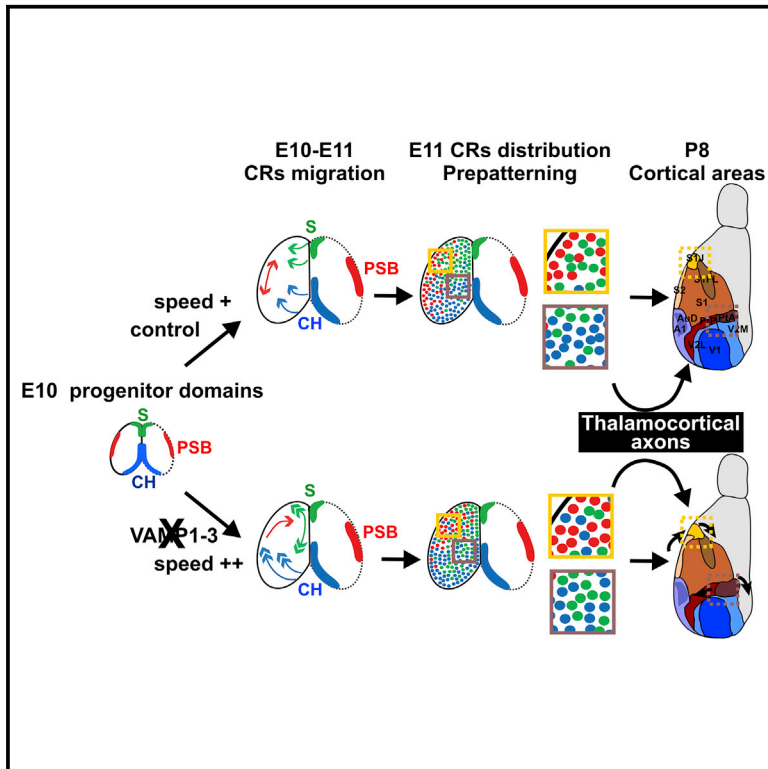 E10-E11
CRs migration
E11 CRs distribution
Prepatterning
P8
Cortical areas
S
PSB
CH
speed +
control
S1J
S2
S1
AuD
PtA
A1
V2M
V2L
V1
E10 progenitor domains
S
PSB
CH
Thalamocortical
axons
VAMP1-3
speed ++
S
PSB
CH